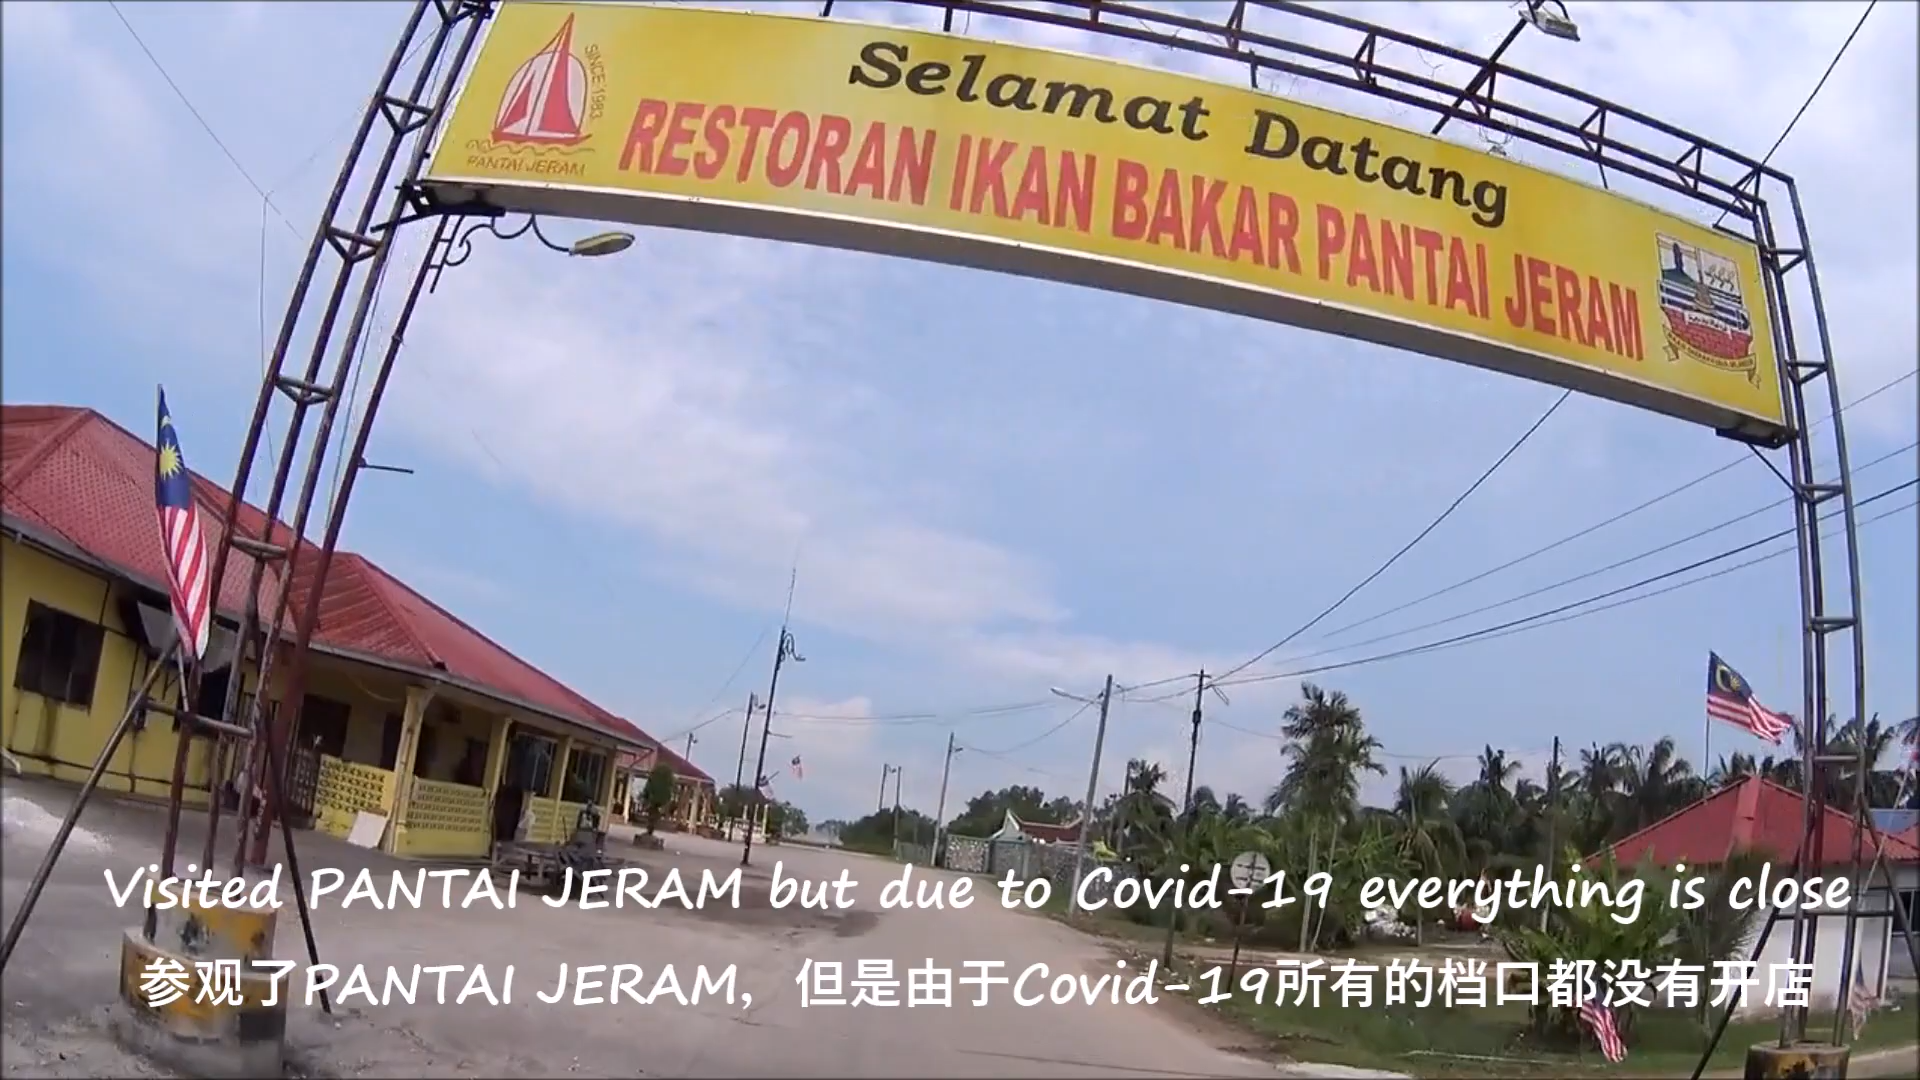 SINCE 1983
PANTAI JERAM
Selamat Datang
RESTORAN IKAN BAKAR PANTAI JERAM
Visited PANTAI JERAM but due to Covid-19 everything is close
参观了PANTAI JERAM，但是由于Covid-19所有的档口都没有开店